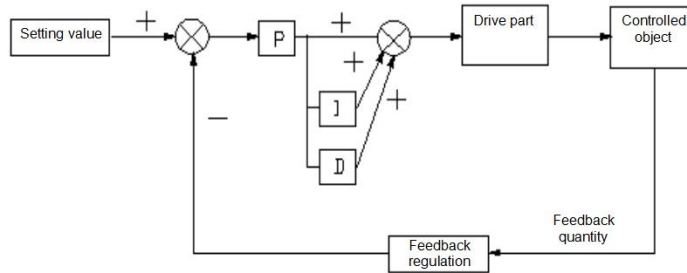 Setting value
+
P
+
+
+
Drive part
Controlled
object
I
D
−
Feedback
quantity
Feedback
regulation